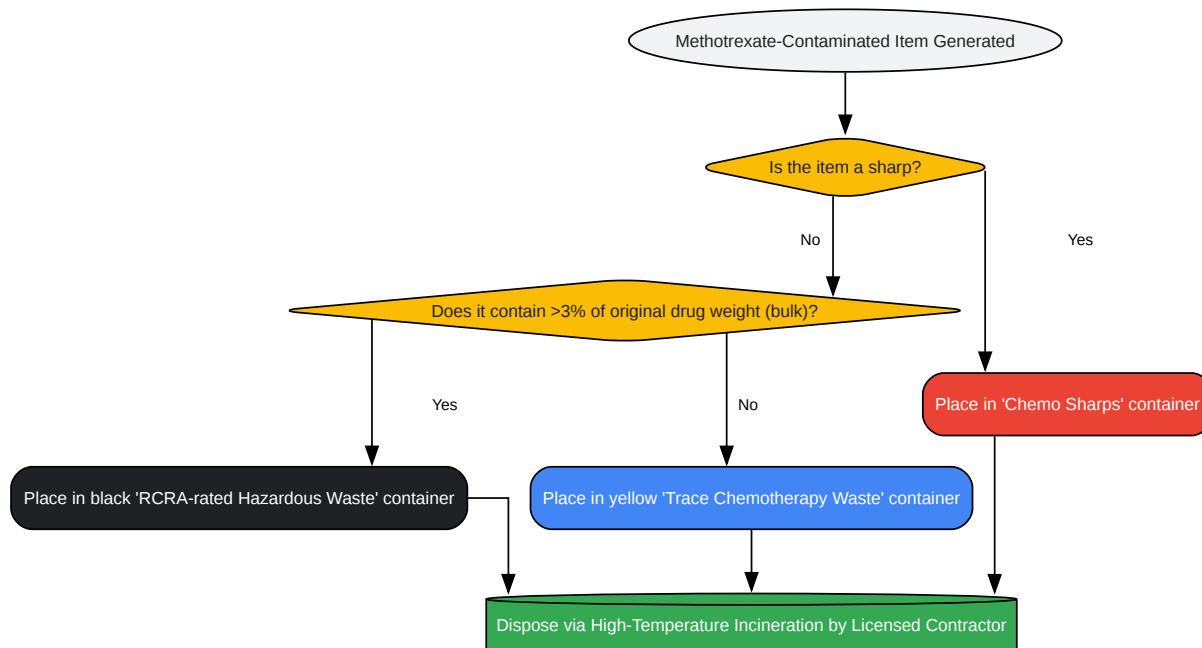 Methotrexate-Contaminated Item Generated
Is the item a sharp?
No
Yes
Does it contain >3% of original drug weight (bulk)?
Yes
No
Place in 'Chemo Sharps' container
Place in black 'RCRA-rated Hazardous Waste' container
Place in yellow 'Trace Chemotherapy Waste' container
Dispose via High-Temperature Incineration by Licensed Contractor